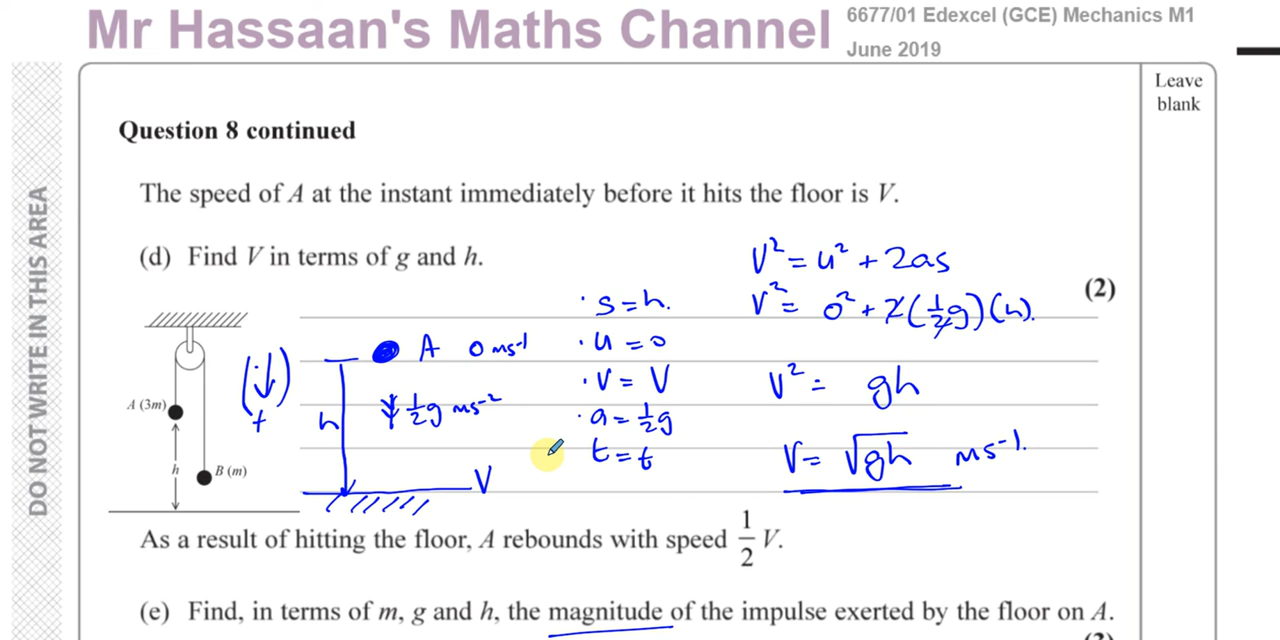 Mr Hassaan's Maths Channel
6677/01 Edexcel (GCE) Mechanics M1
June 2019
Leave
blank
DO NOT WRITE IN THIS AREA
Question 8 continued
The speed of A at the instant immediately before it hits the floor is V.
(d) Find V in terms of g and h.
(2)
A (3m)
h
B (m)
(↓)
+
h
A 0 ms⁻¹
½g ms⁻²
V
· s = h.
· u = 0
· v = V
· a = ½g
t = t
V² = u² + 2as
V² = 0² + 2(½g)(h).
V² = gh
V = √gh ms⁻¹.
As a result of hitting the floor, A rebounds with speed ½ V.
(e) Find, in terms of m, g and h, the magnitude of the impulse exerted by the floor on A.